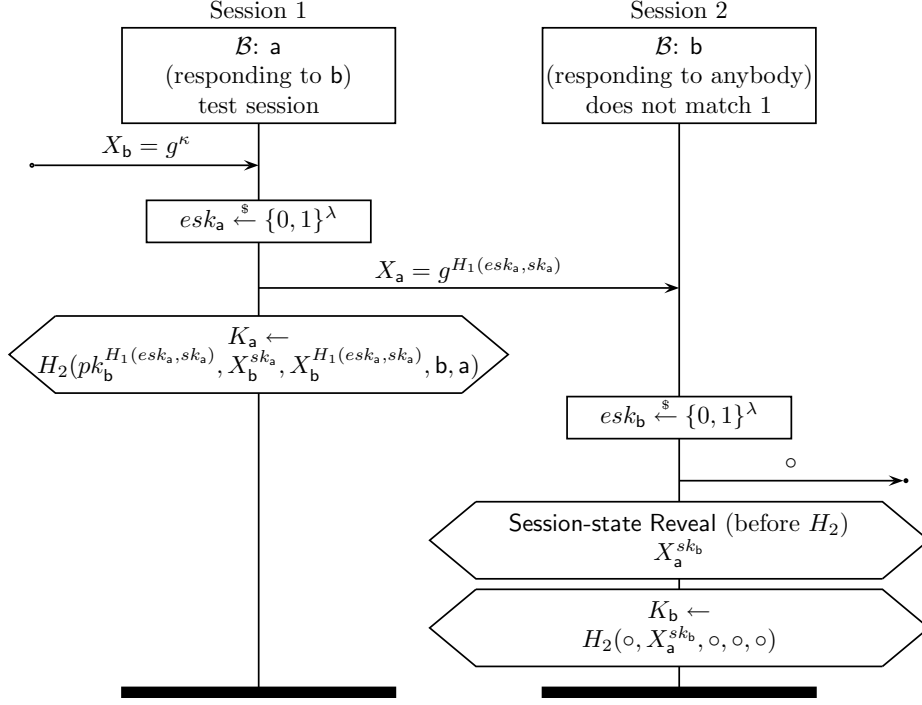 Session 1
Session 2
ℬ: a
(responding to b)
test session
ℬ: b
(responding to anybody)
does not match 1
X_b = g^κ
esk_a ←$ {0, 1}^λ
X_a = g^{H_1(esk_a, sk_a)}
K_a ←
H_2(pk_b^{H_1(esk_a, sk_a)}, X_b^{sk_a}, X_b^{H_1(esk_a, sk_a)}, b, a)
esk_b ←$ {0, 1}^λ
○
Session-state Reveal (before H_2)
X_a^{sk_b}
K_b ←
H_2(○, X_a^{sk_b}, ○, ○, ○)